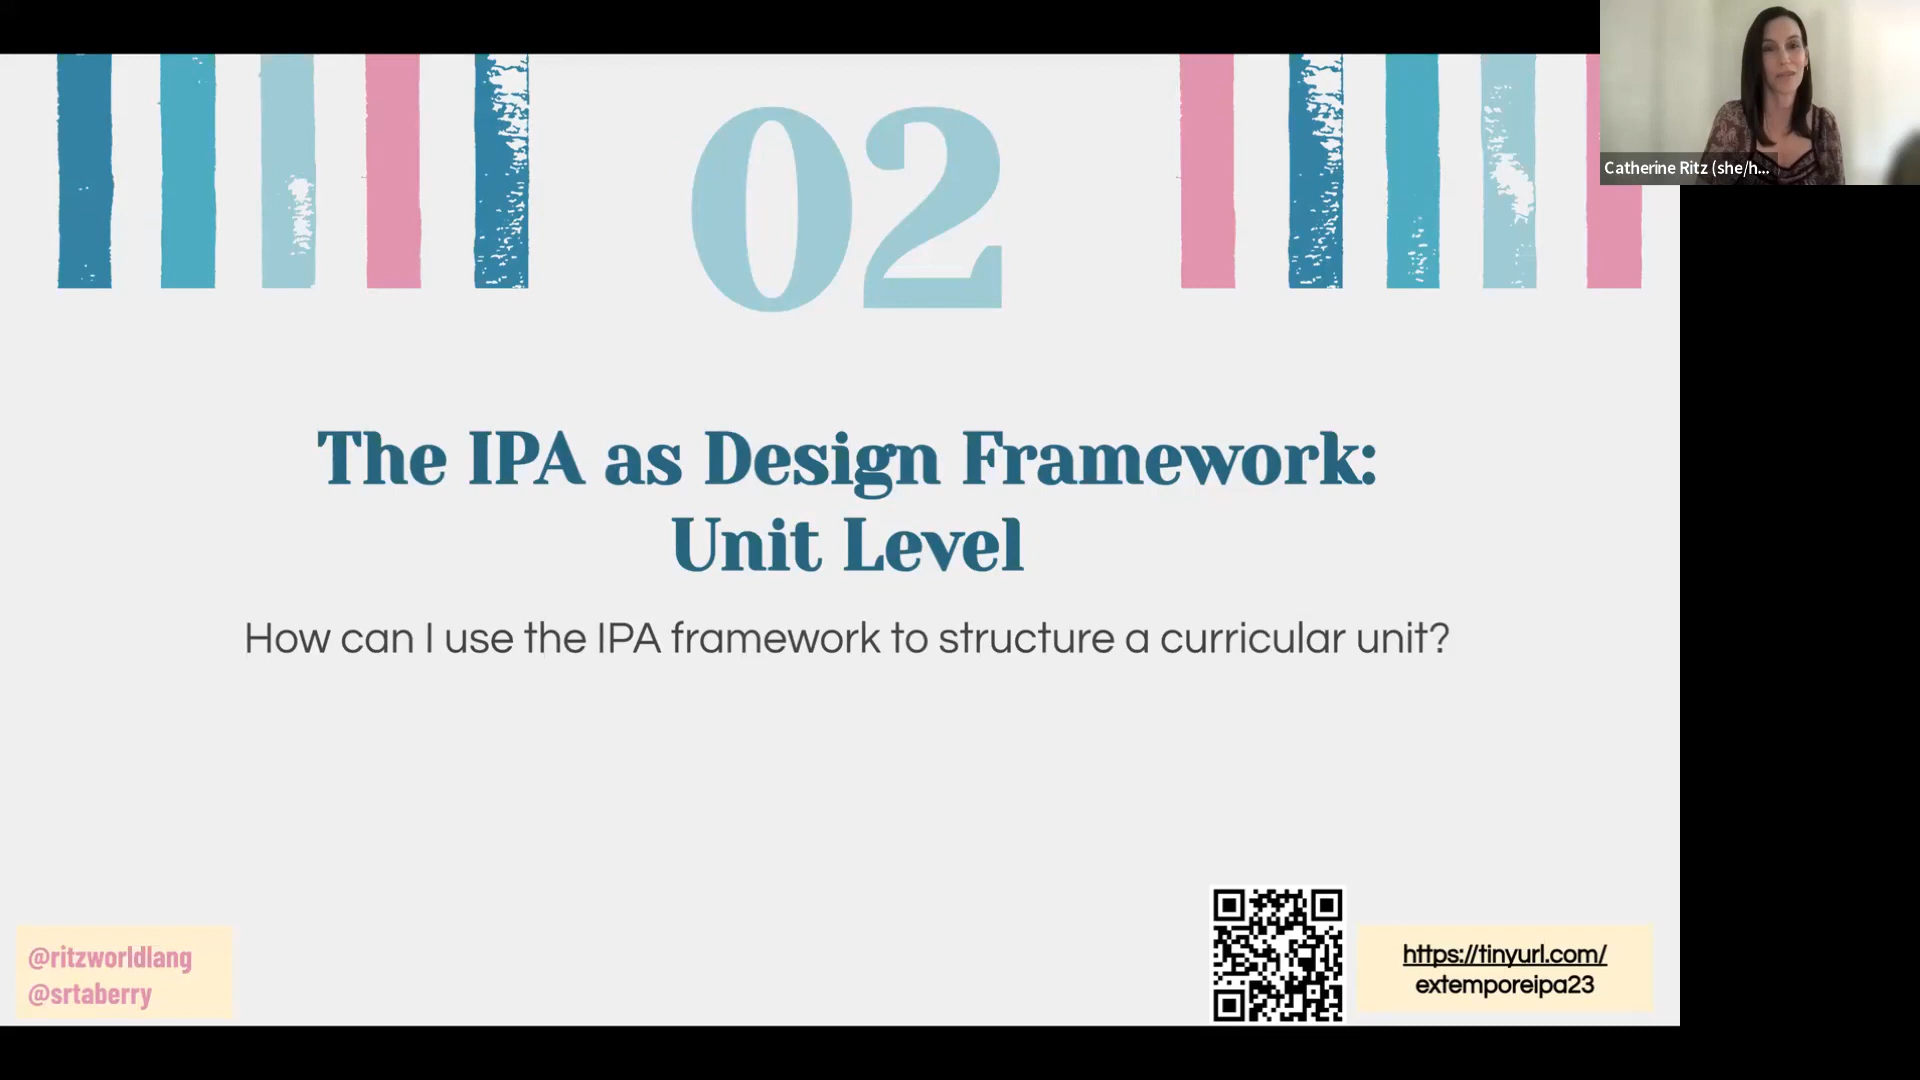 Catherine Ritz (she/h...
02
The IPA as Design Framework:
Unit Level
How can I use the IPA framework to structure a curricular unit?
@ritzworldlang
@srtaberry
https://tinyurl.com/
extemporeipa23